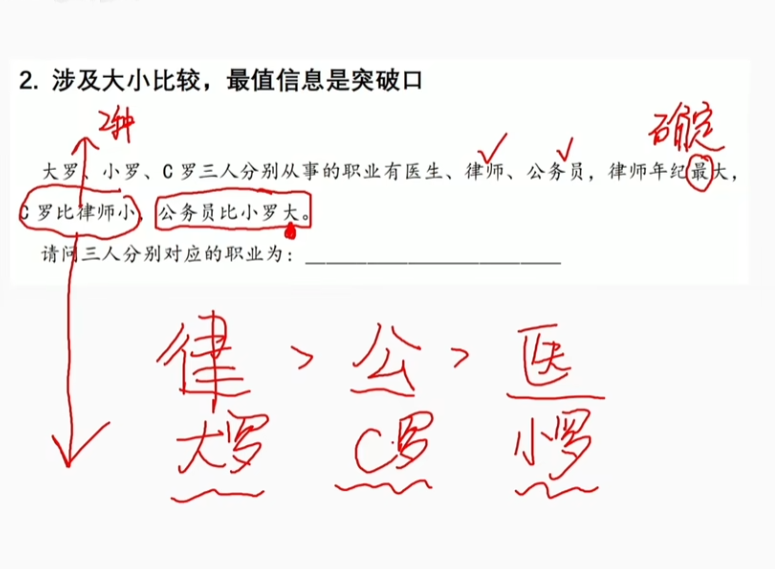 2. 涉及大小比较，最值信息是突破口
2种
确定
大罗、小罗、C罗三人分别从事的职业有医生、律师、公务员，律师年纪最大，
C罗比律师小，公务员比小罗大。
请问三人分别对应的职业为：____________________
律 > 公 > 医
大罗 C罗 小罗